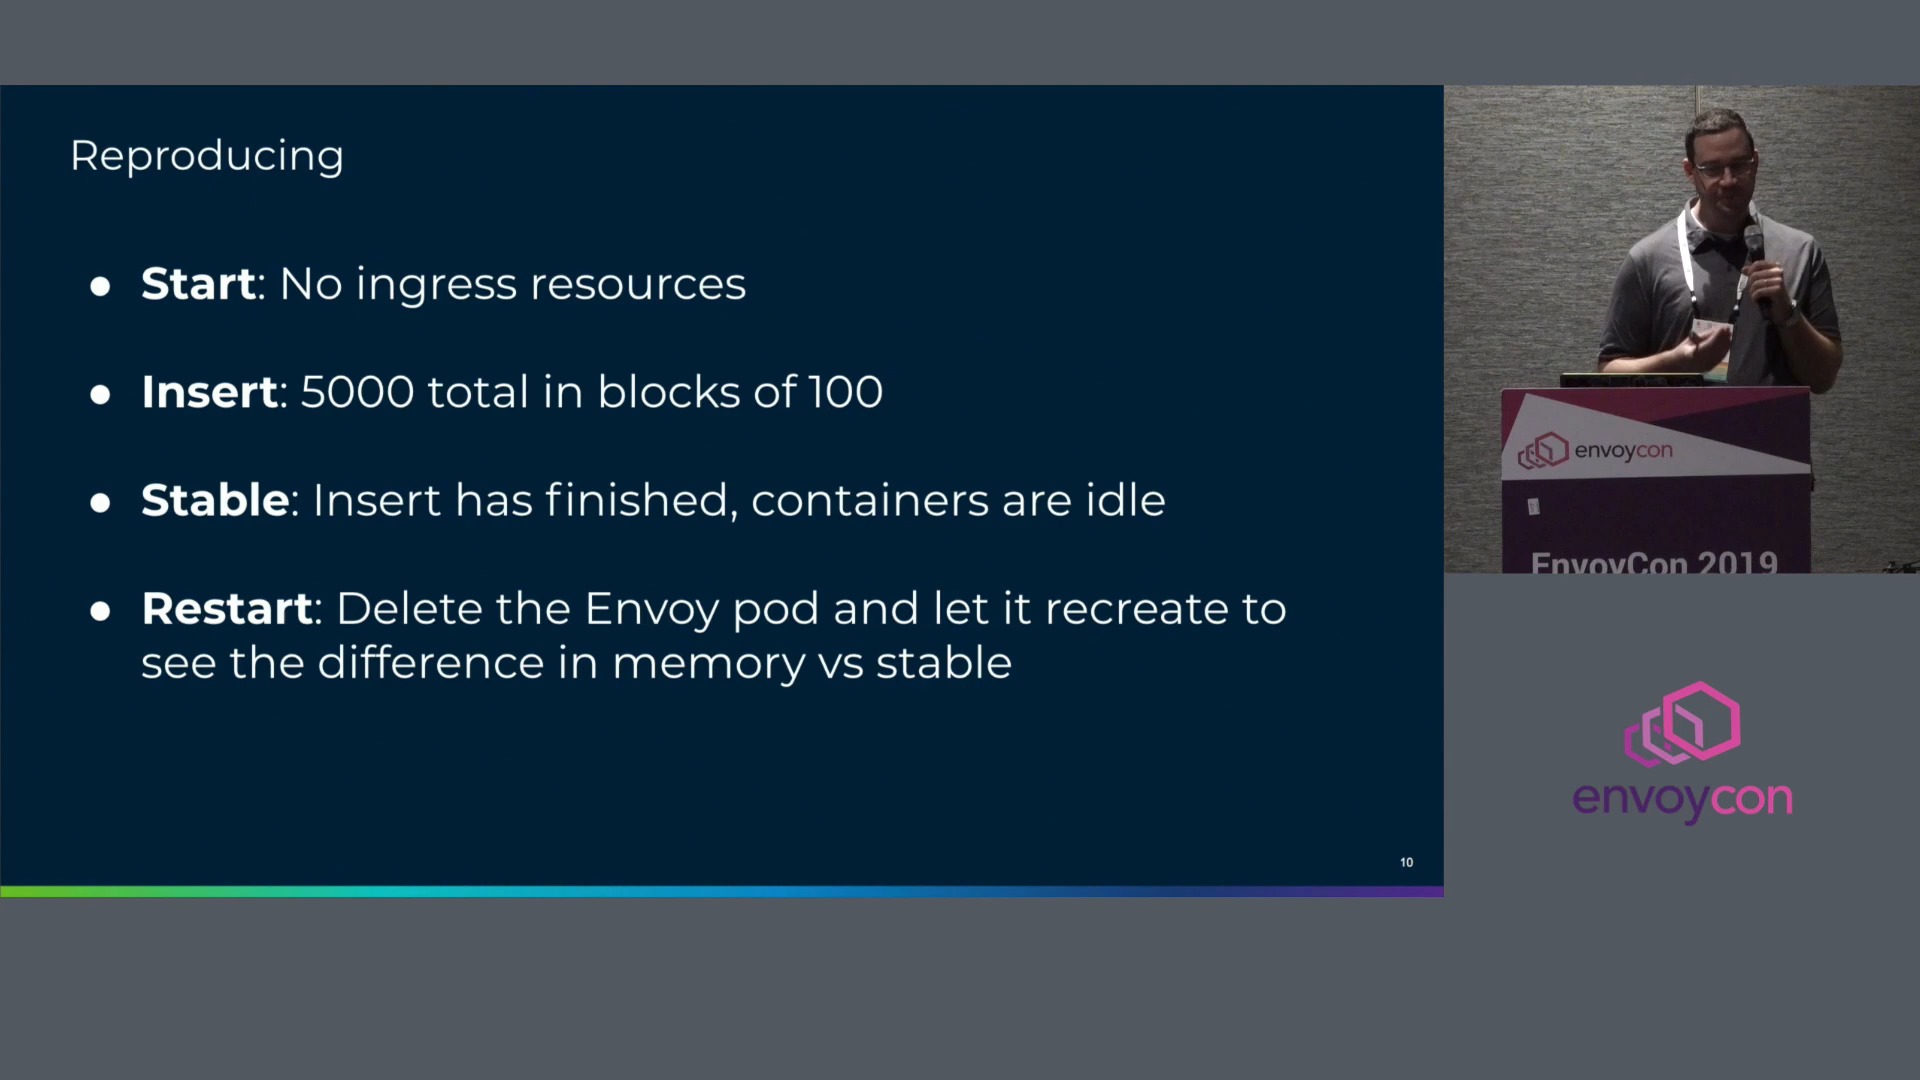 Reproducing
● Start: No ingress resources
● Insert: 5000 total in blocks of 100
● Stable: Insert has finished, containers are idle
● Restart: Delete the Envoy pod and let it recreate to
see the difference in memory vs stable
10
envoycon
EnvoyCon 2019
envoycon